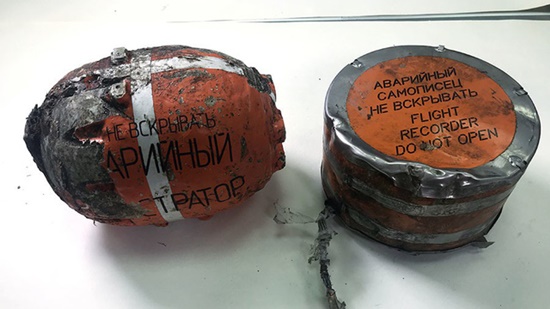 НЕ ВСКРЫВАТЬ
АРИЙНЫЙ
СТРАТОР
АВАРИЙНЫЙ
САМОПИСЕЦ
НЕ ВСКРЫВАТЬ
FLIGHT
RECORDER
DO NOT OPEN